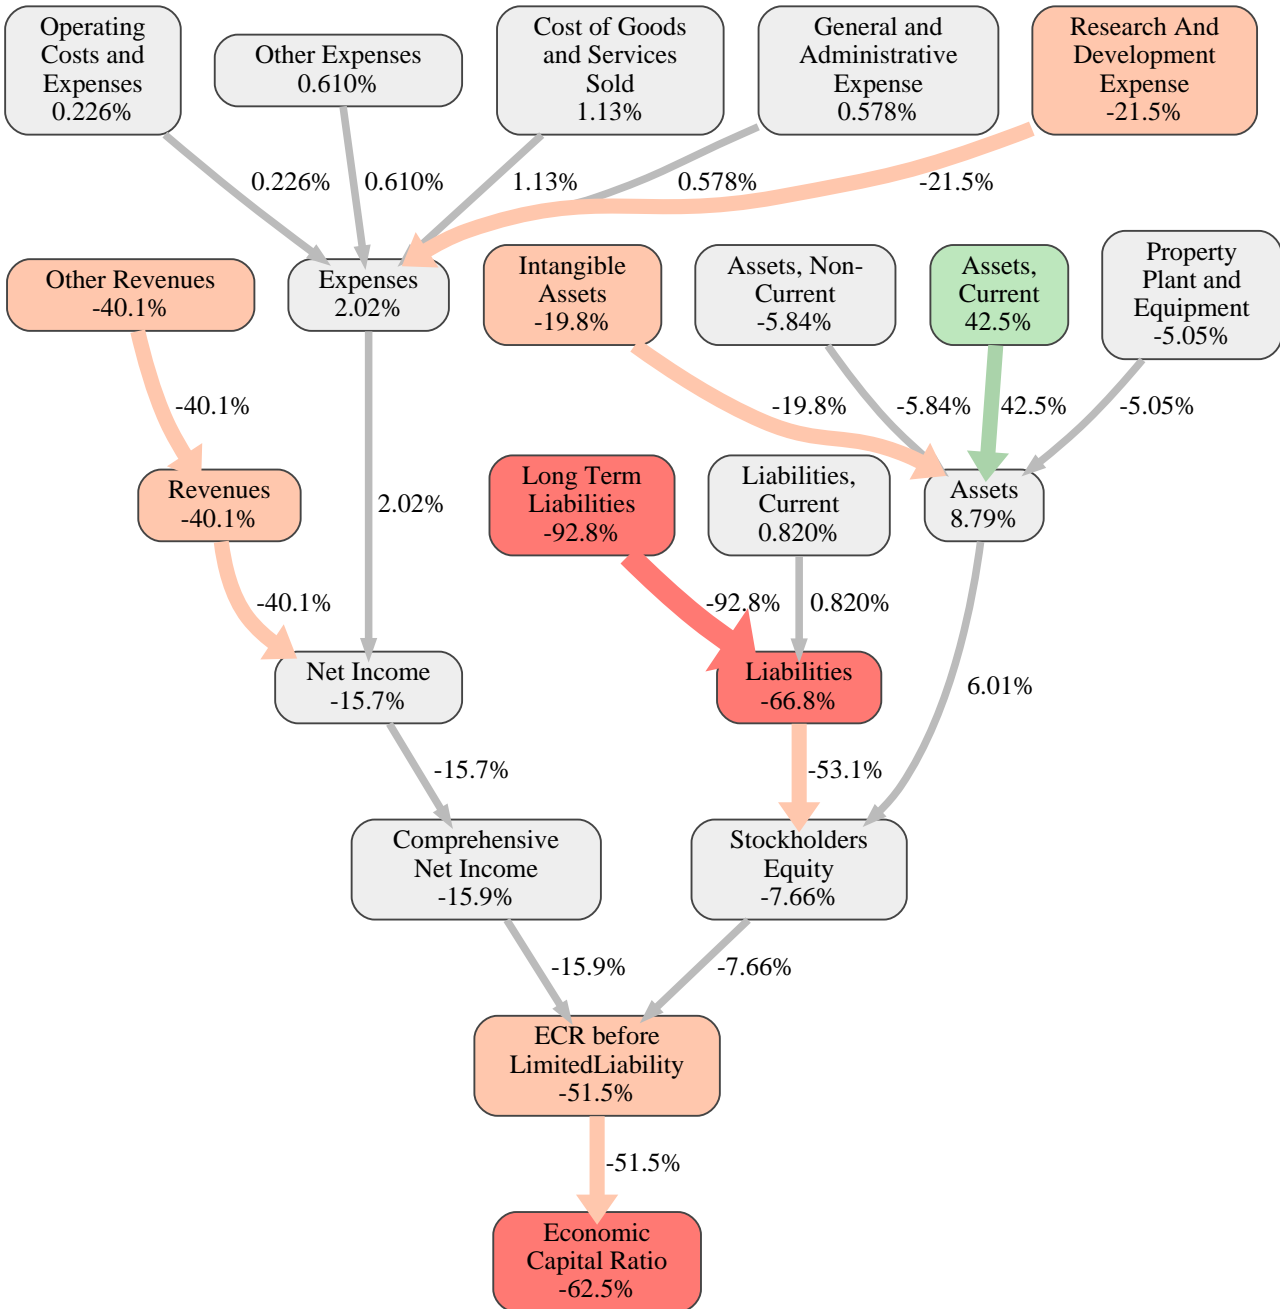 Operating
Costs and
Expenses
0.226%
Other Expenses
0.610%
Cost of Goods
and Services
Sold
1.13%
General and
Administrative
Expense
0.578%
Research And
Development
Expense
-21.5%
0.226%
0.610%
1.13%
0.578%
-21.5%
Other Revenues
-40.1%
Expenses
2.02%
Intangible
Assets
-19.8%
Assets, Non-
Current
-5.84%
Assets,
Current
42.5%
Property
Plant and
Equipment
-5.05%
-40.1%
-19.8%
-5.84%
42.5%
-5.05%
Revenues
-40.1%
2.02%
Long Term
Liabilities
-92.8%
Liabilities,
Current
0.820%
Assets
8.79%
-40.1%
-92.8%
0.820%
Net Income
-15.7%
Liabilities
-66.8%
6.01%
-15.7%
-53.1%
Comprehensive
Net Income
-15.9%
Stockholders
Equity
-7.66%
-15.9%
-7.66%
ECR before
LimitedLiability
-51.5%
-51.5%
Economic
Capital Ratio
-62.5%